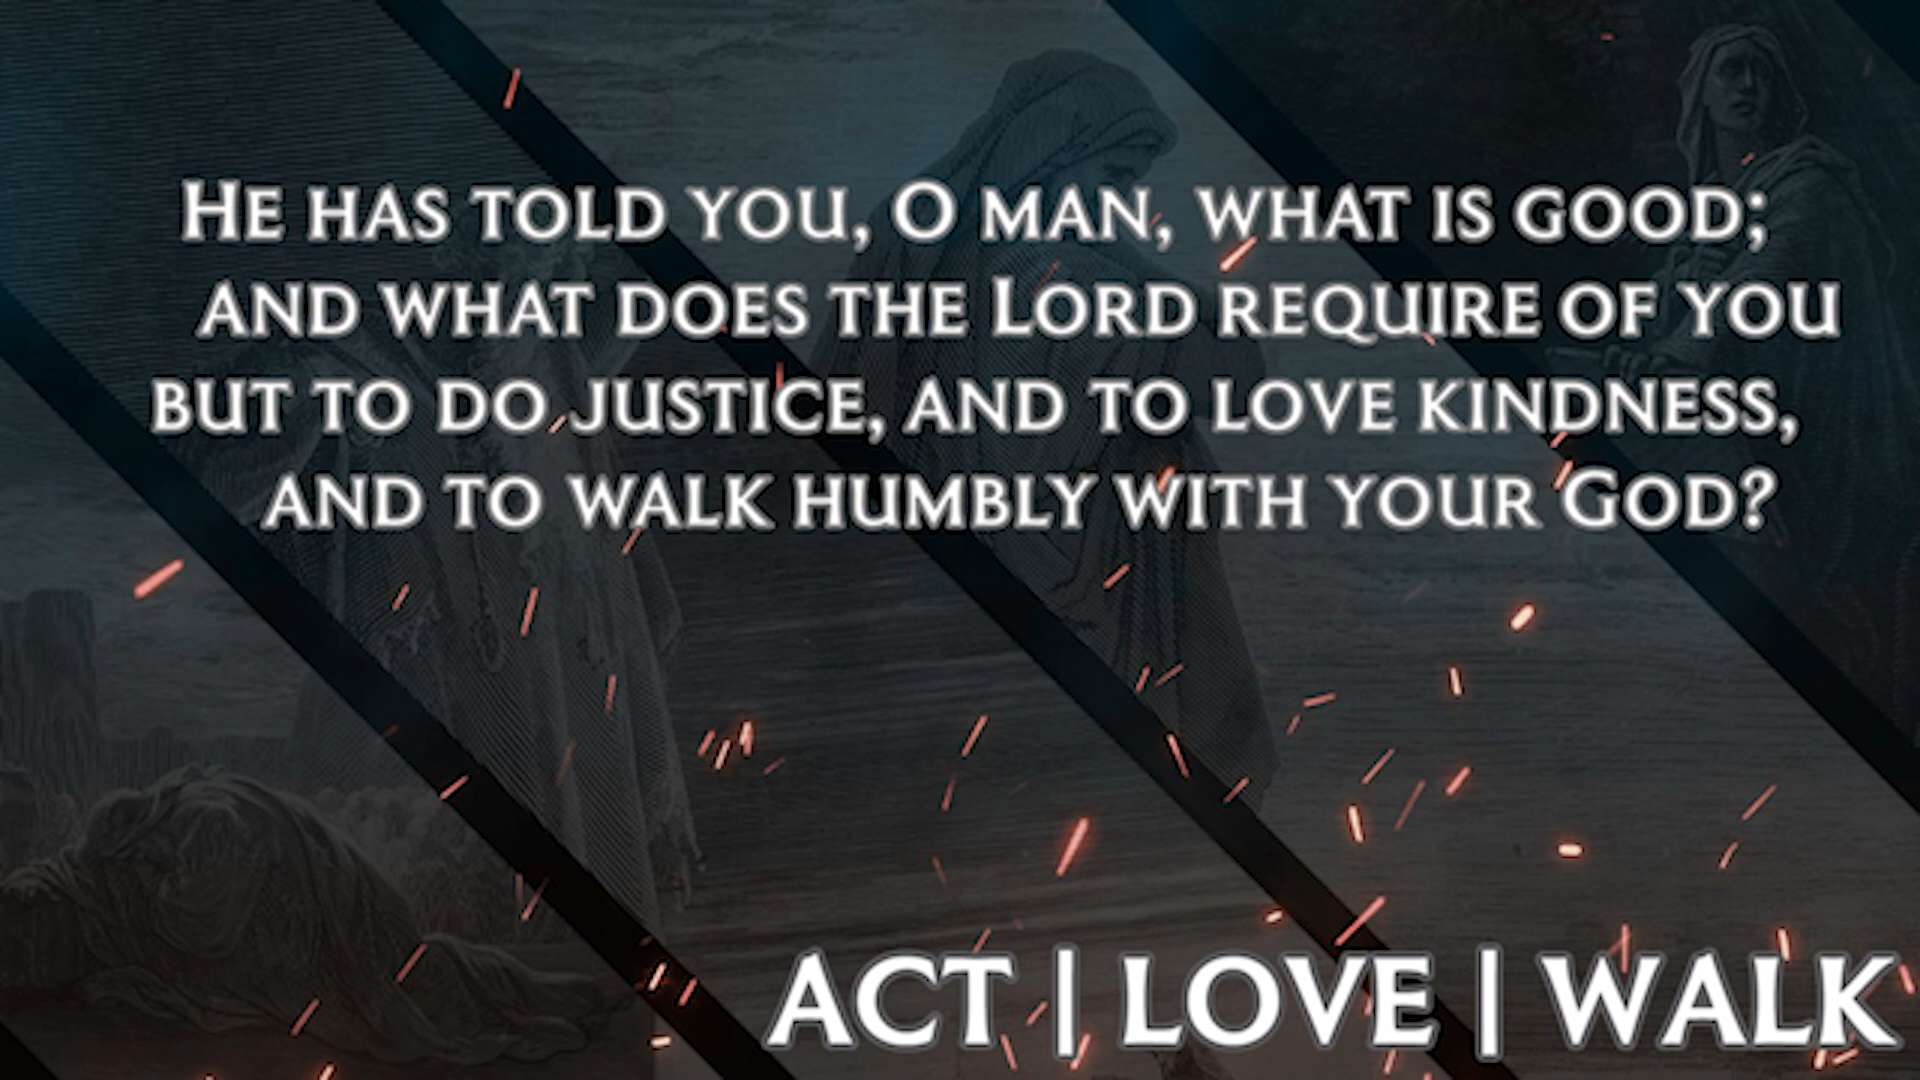 He has told you, O man, what is good;
and what does the Lord require of you
but to do justice, and to love kindness,
and to walk humbly with your God?
ACT | LOVE | WALK